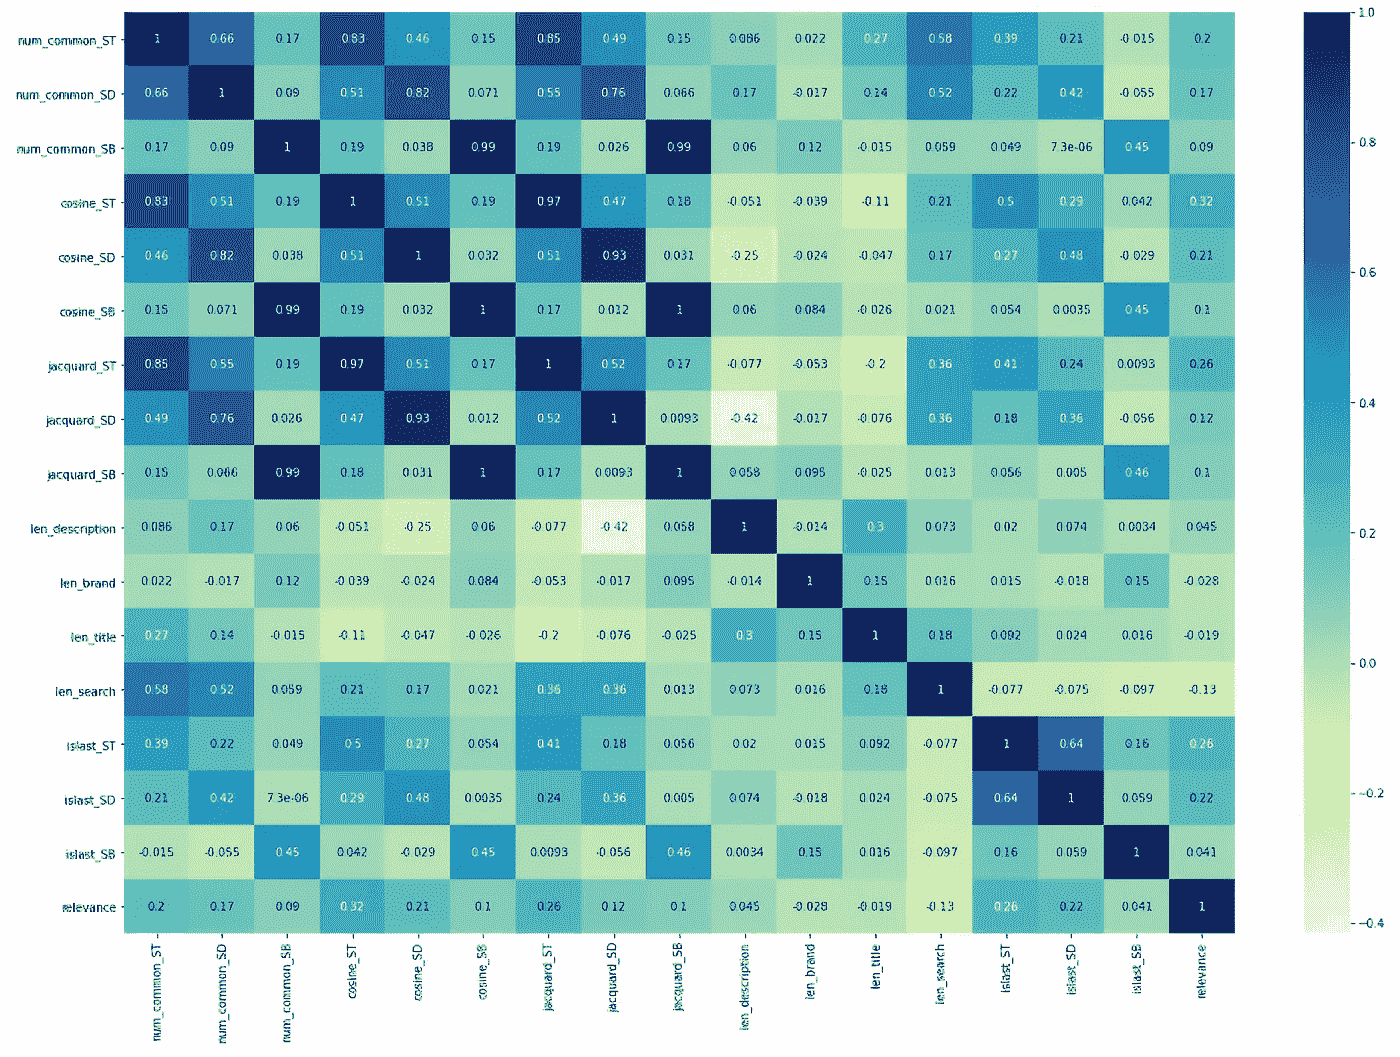 num_common_ST 1 0.66 0.17 0.83 0.46 0.15 0.85 0.49 0.15 0.086 0.022 0.27 0.58 0.39 0.21 -0.015 0.2
num_common_SD 0.66 1 0.09 0.51 0.82 0.071 0.55 0.76 0.066 0.17 -0.017 0.14 0.52 0.22 0.42 -0.055 0.17
num_common_SB 0.17 0.09 1 0.19 0.038 0.99 0.19 0.026 0.99 0.06 0.12 -0.015 0.059 0.049 7.3e-06 0.45 0.09
cosine_ST 0.83 0.51 0.19 1 0.51 0.19 0.97 0.47 0.18 -0.051 -0.039 -0.11 0.21 0.5 0.29 0.042 0.32
cosine_SD 0.46 0.82 0.038 0.51 1 0.032 0.51 0.93 0.031 -0.25 -0.024 -0.047 0.17 0.27 0.48 -0.029 0.21
cosine_SB 0.15 0.071 0.99 0.19 0.032 1 0.17 0.012 1 0.06 0.084 -0.026 0.021 0.054 0.0035 0.45 0.1
jacquard_ST 0.85 0.55 0.19 0.97 0.51 0.17 1 0.52 0.17 -0.077 -0.053 -0.2 0.36 0.41 0.24 0.0093 0.26
jacquard_SD 0.49 0.76 0.026 0.47 0.93 0.012 0.52 1 0.0093 -0.42 -0.017 -0.076 0.36 0.18 0.36 -0.056 0.12
jacquard_SB 0.15 0.066 0.99 0.18 0.031 1 0.17 0.0093 1 0.058 0.095 -0.025 0.013 0.056 0.005 0.46 0.1
len_description 0.086 0.17 0.06 -0.051 -0.25 0.06 -0.077 -0.42 0.058 1 -0.014 0.3 0.073 0.02 0.074 0.0034 0.045
len_brand 0.022 -0.017 0.12 -0.039 -0.024 0.084 -0.053 -0.017 0.095 -0.014 1 0.15 0.016 0.015 -0.018 0.15 -0.028
len_title 0.27 0.14 -0.015 -0.11 -0.047 -0.026 -0.2 -0.076 -0.025 0.3 0.15 1 0.18 0.092 0.024 0.016 -0.019
len_search 0.58 0.52 0.059 0.21 0.17 0.021 0.36 0.36 0.013 0.073 0.016 0.18 1 -0.077 -0.075 -0.097 -0.13
islast_ST 0.39 0.22 0.049 0.5 0.27 0.054 0.41 0.18 0.056 0.02 0.015 0.092 -0.077 1 0.64 0.16 0.26
islast_SD 0.21 0.42 7.3e-06 0.29 0.48 0.0035 0.24 0.36 0.005 0.074 -0.018 0.024 -0.075 0.64 1 0.059 0.22
islast_SB -0.015 -0.055 0.45 0.042 -0.029 0.45 0.0093 -0.056 0.46 0.0034 0.15 0.016 -0.097 0.16 0.059 1 0.041
relevance 0.2 0.17 0.09 0.32 0.21 0.1 0.26 0.12 0.1 0.045 -0.028 -0.019 -0.13 0.26 0.22 0.041 1
num_common_ST num_common_SD num_common_SB cosine_ST cosine_SD cosine_SB jacquard_ST jacquard_SD jacquard_SB len_description len_brand len_title len_search islast_ST islast_SD islast_SB relevance
1.0
0.8
0.6
0.4
0.2
0.0
-0.2
-0.4